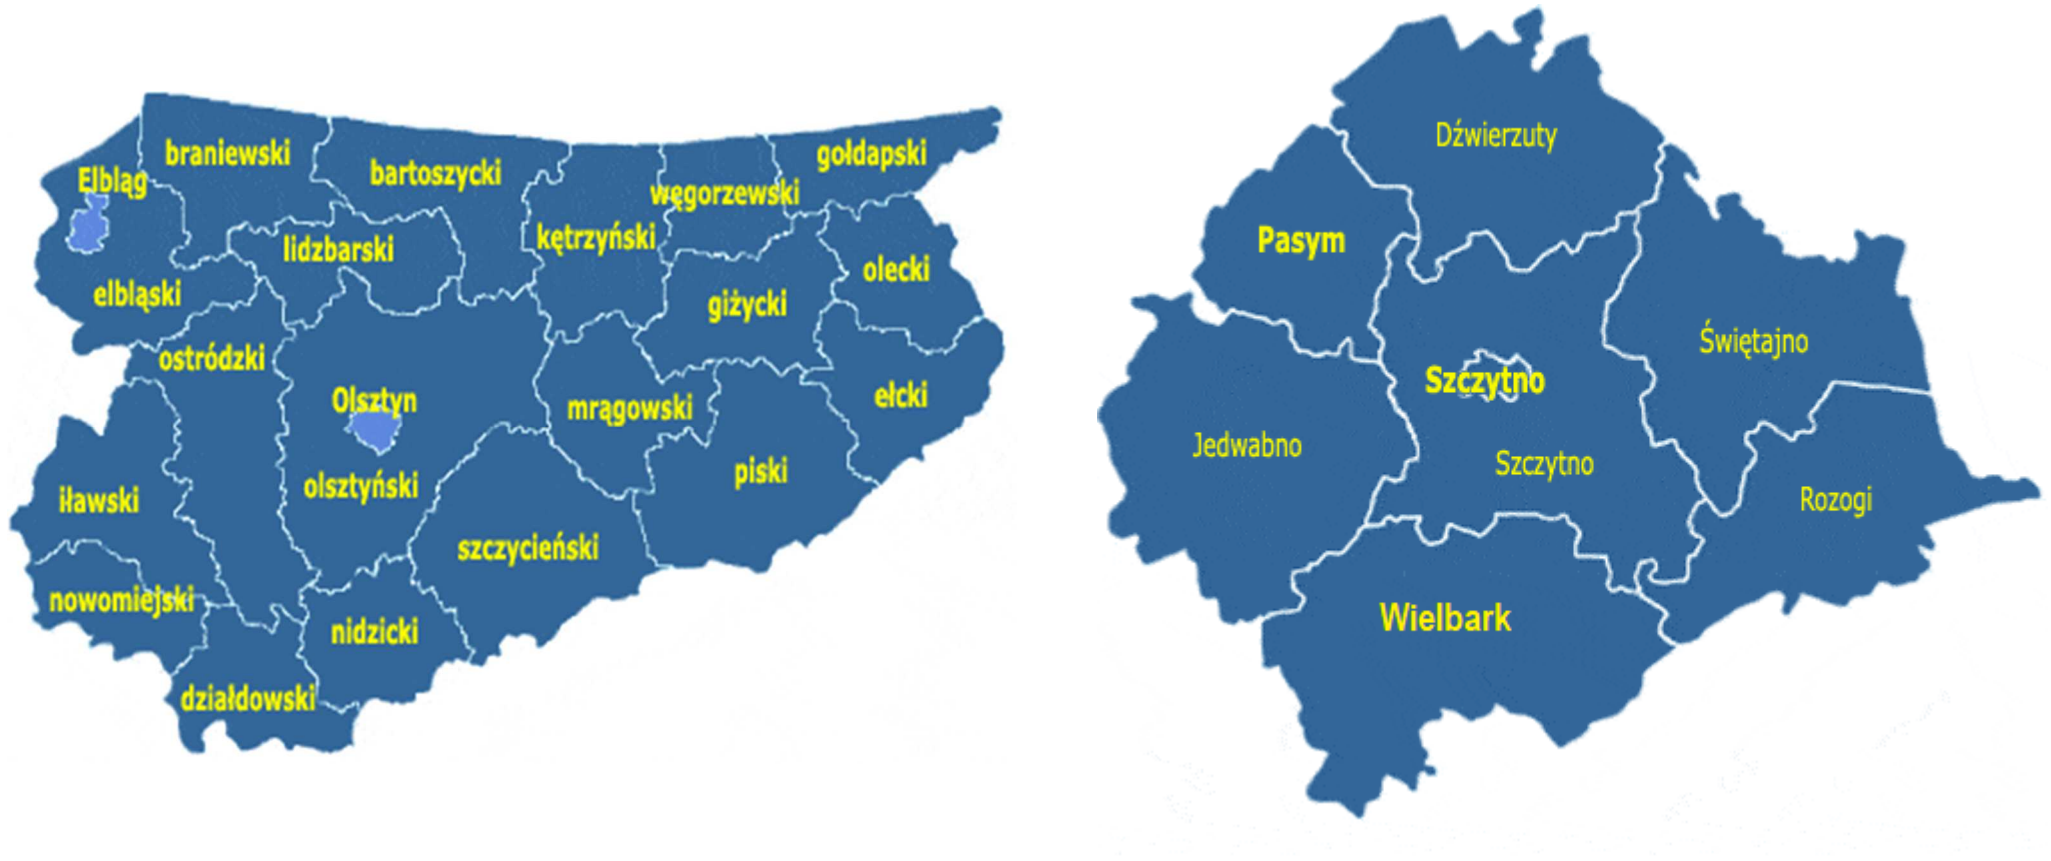 braniewski
Elbląg
bartoszycki
gołdapski
węgorzewski
lidzbarski
kętrzyński
elbląski
giżycki
olecki
ostródzki
Olsztyn
mrągowski
ełcki
iławski
olsztyński
piski
szczycieński
nowomiejski
nidzicki
działdowski
Dźwierzuty
Pasym
Świętajno
Szczytno
Jedwabno
Szczytno
Rozogi
Wielbark